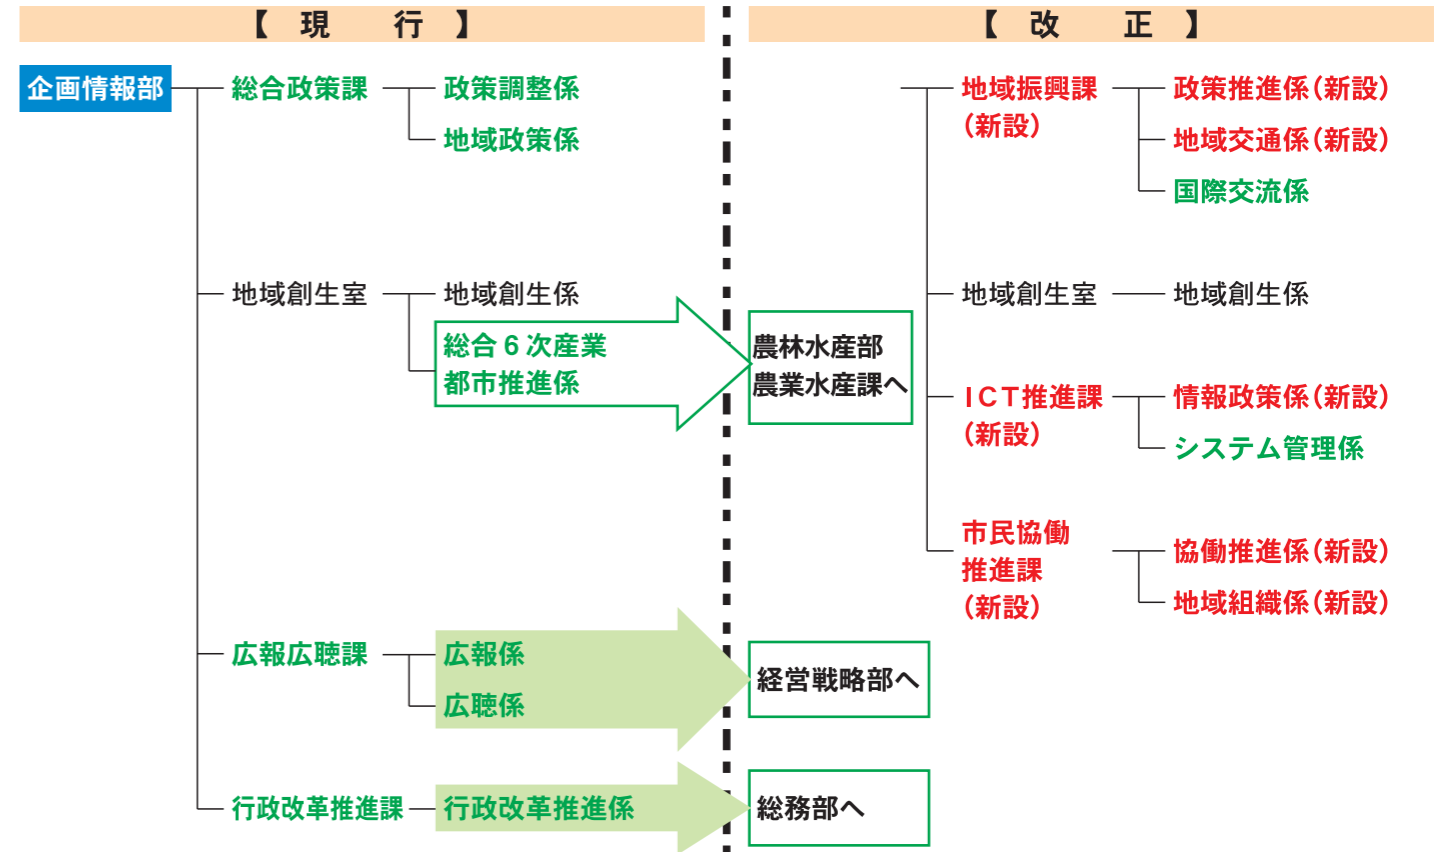 【 現 行 】
企画情報部
総合政策課
政策調整係
地域政策係
地域創生室
地域創生係
総合６次産業
都市推進係
広報広聴課
広報係
広聴係
行政改革推進課
行政改革推進係
【 改 正 】
地域振興課
（新設）
政策推進係（新設）
地域交通係（新設）
国際交流係
地域創生室
地域創生係
農林水産部
農業水産課へ
ＩＣＴ推進課
（新設）
情報政策係（新設）
システム管理係
市民協働
推進課
（新設）
協働推進係（新設）
地域組織係（新設）
経営戦略部へ
総務部へ